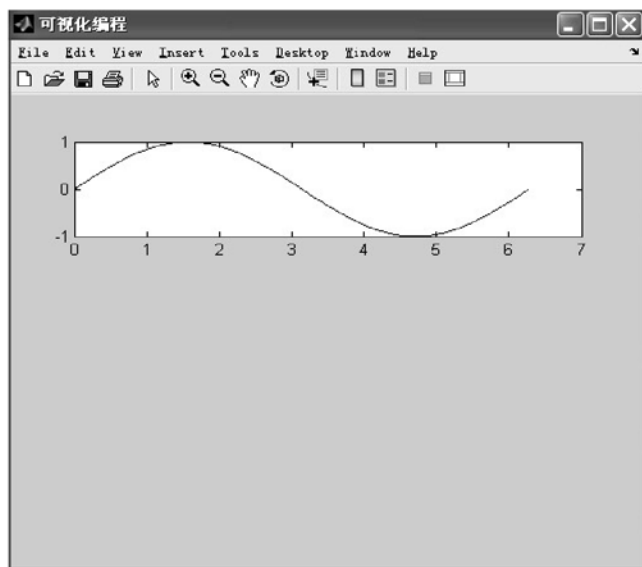 可视化编程
File Edit View Insert Tools Desktop Window Help
1
0
-1
0 1 2 3 4 5 6 7